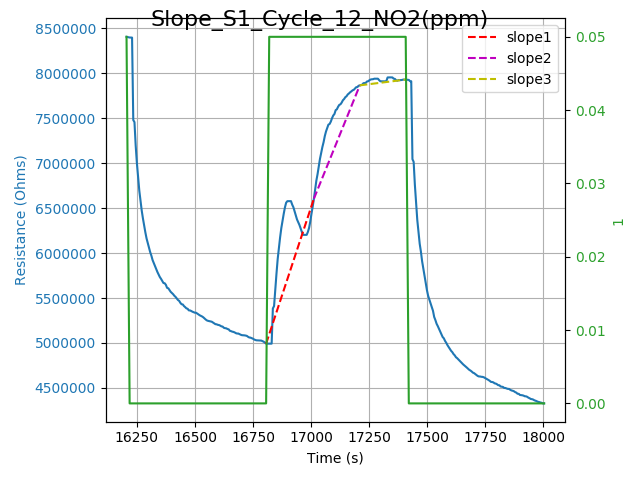 Slope_S1_Cycle_12_NO2(ppm)
slope1
slope2
slope3
8500000
8000000
7500000
7000000
6500000
6000000
5500000
5000000
4500000
Resistance (Ohms)
0.05
0.04
0.03
0.02
0.01
0.00
1
16250 16500 16750 17000 17250 17500 17750 18000
Time (s)